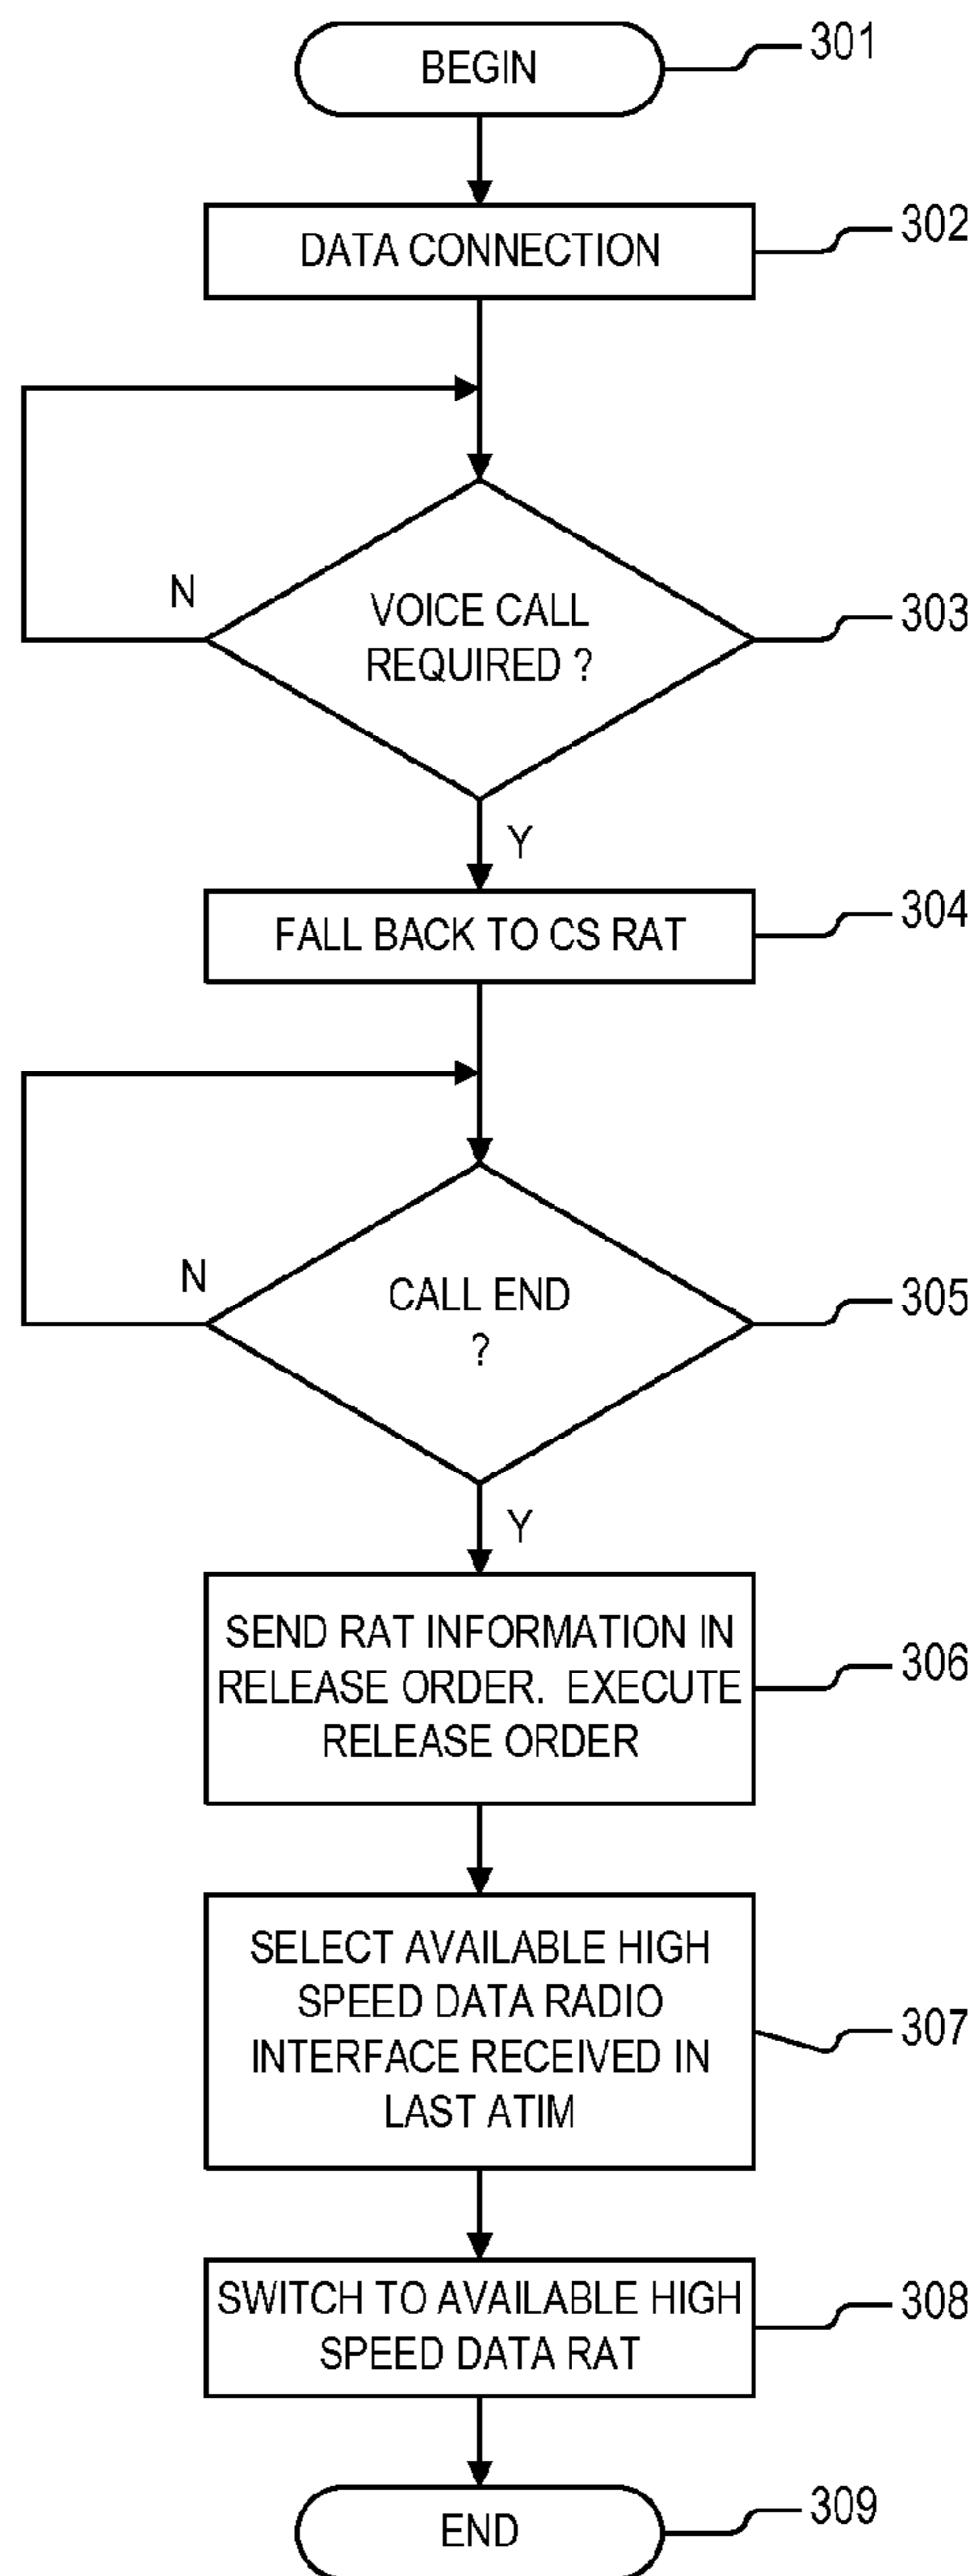 BEGIN
301
DATA CONNECTION
302
N
VOICE CALL
REQUIRED ?
303
Y
FALL BACK TO CS RAT
304
N
CALL END
?
305
Y
SEND RAT INFORMATION IN
RELEASE ORDER. EXECUTE
RELEASE ORDER
306
SELECT AVAILABLE HIGH
SPEED DATA RADIO
INTERFACE RECEIVED IN
LAST ATIM
307
SWITCH TO AVAILABLE HIGH
SPEED DATA RAT
308
END
309